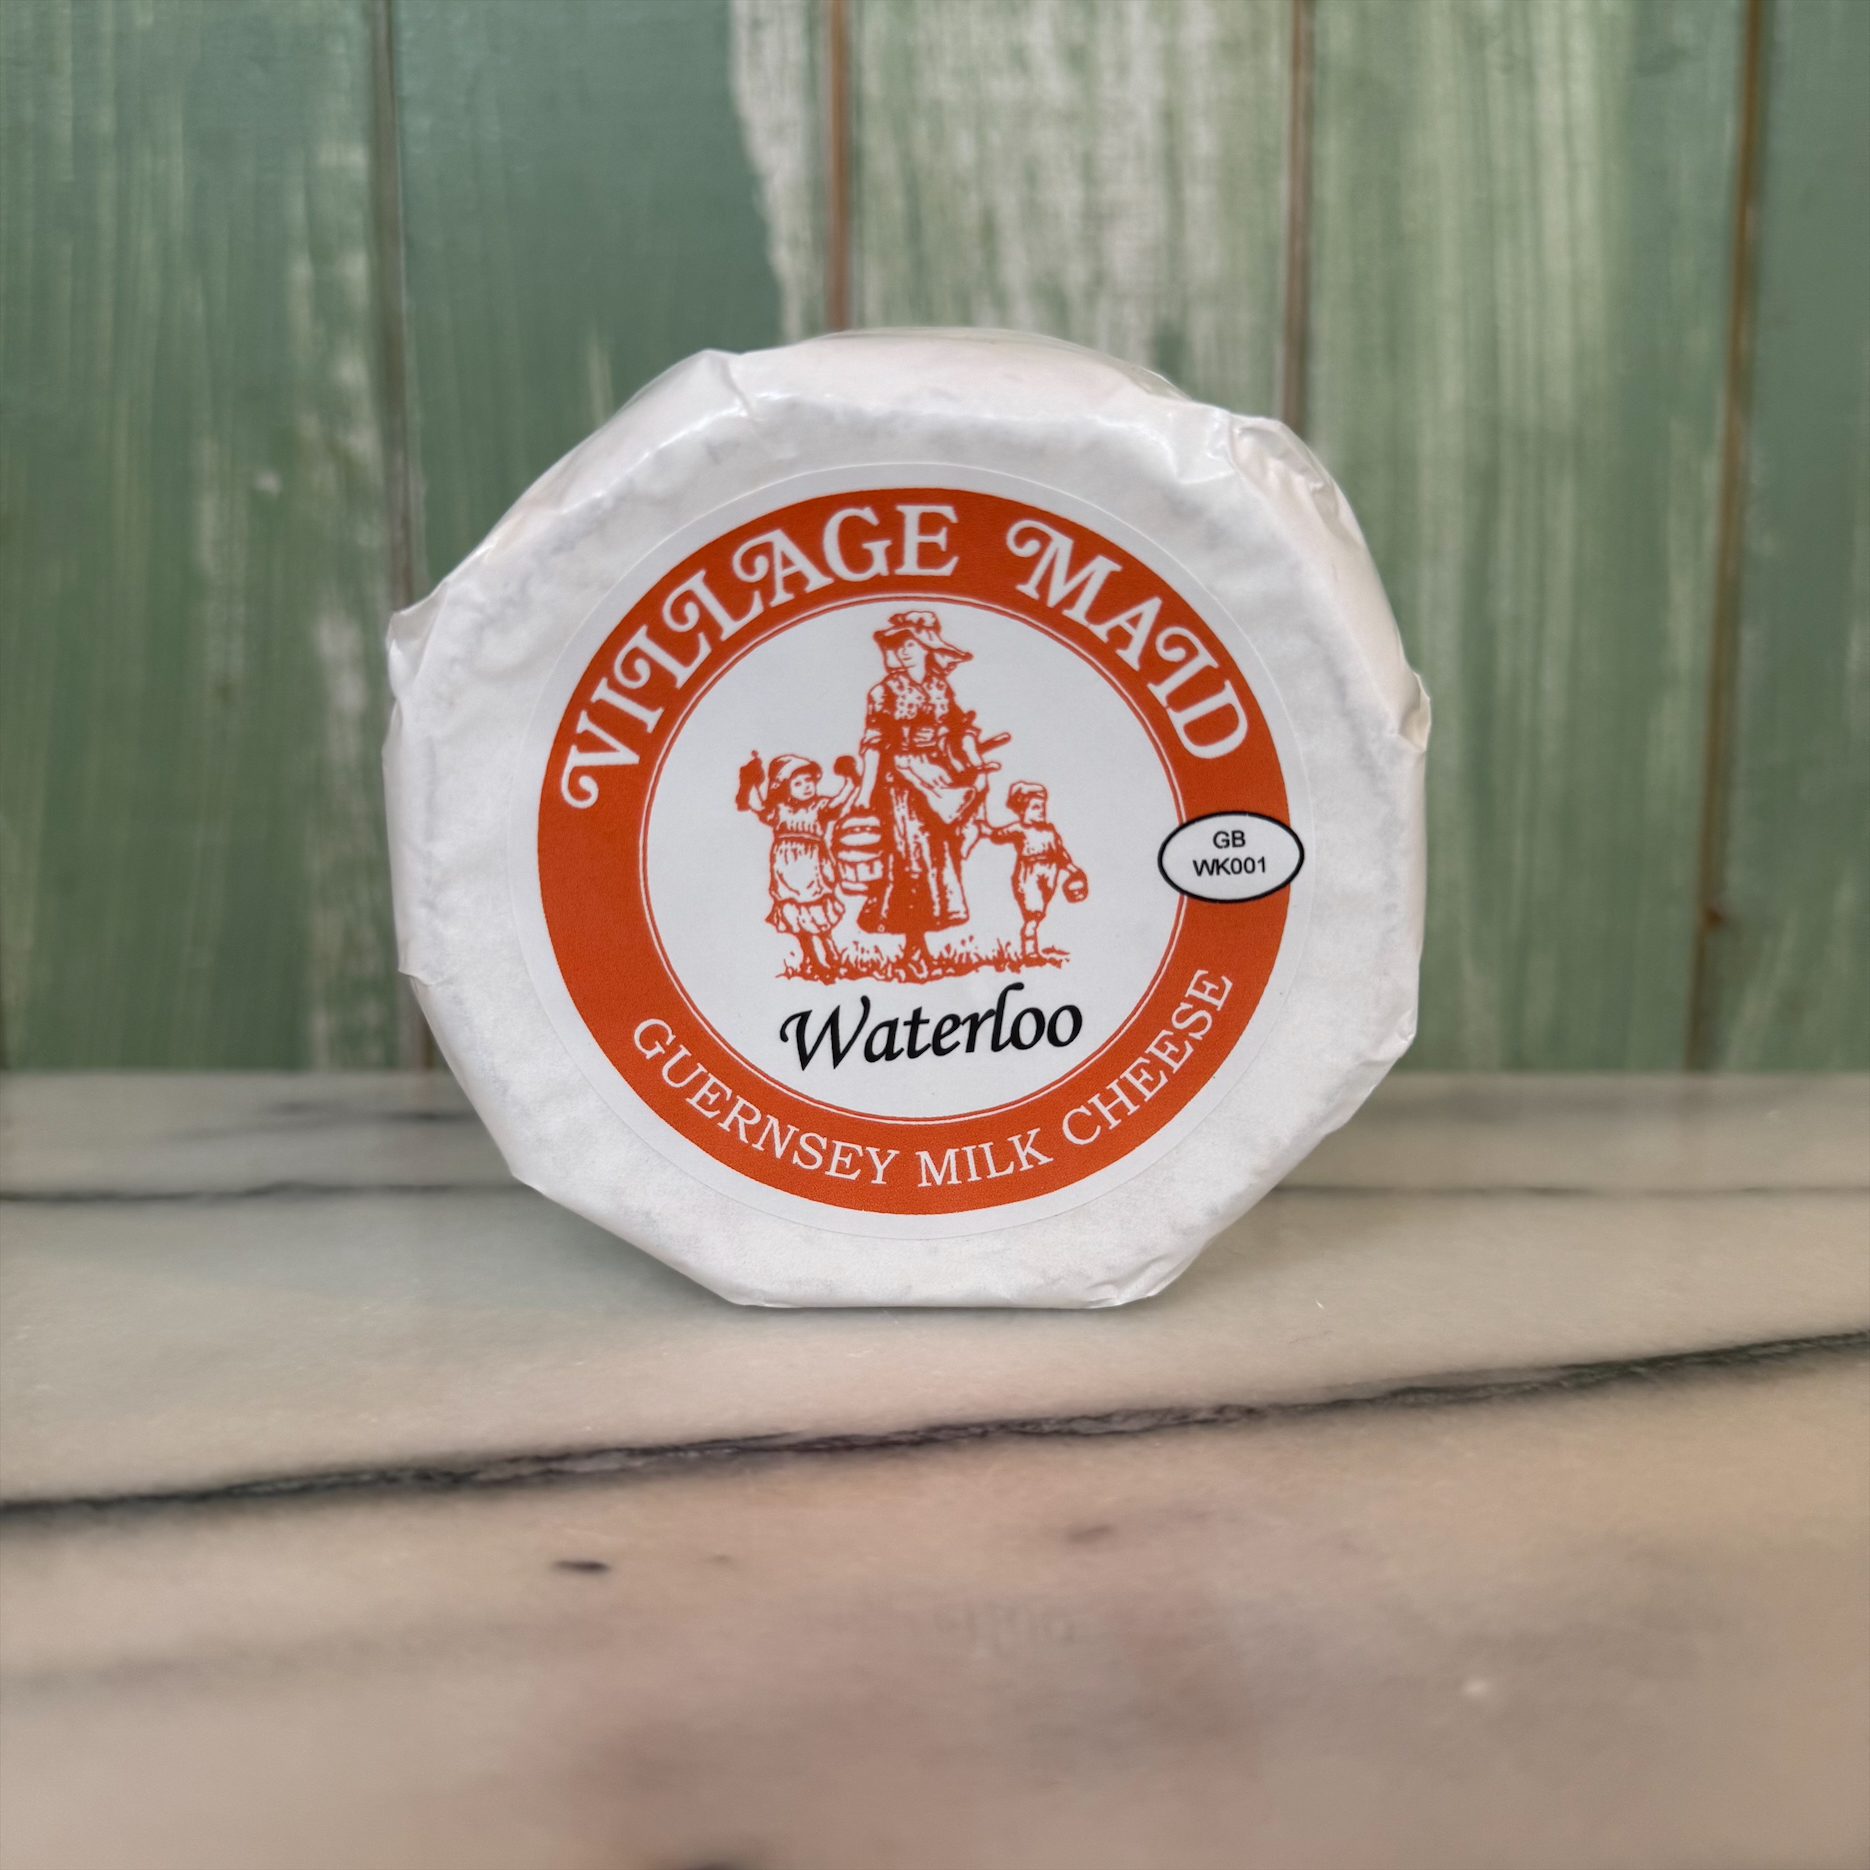 VILLAGE MAID
GB
WK001
Waterloo
GUERNSEY MILK CHEESE